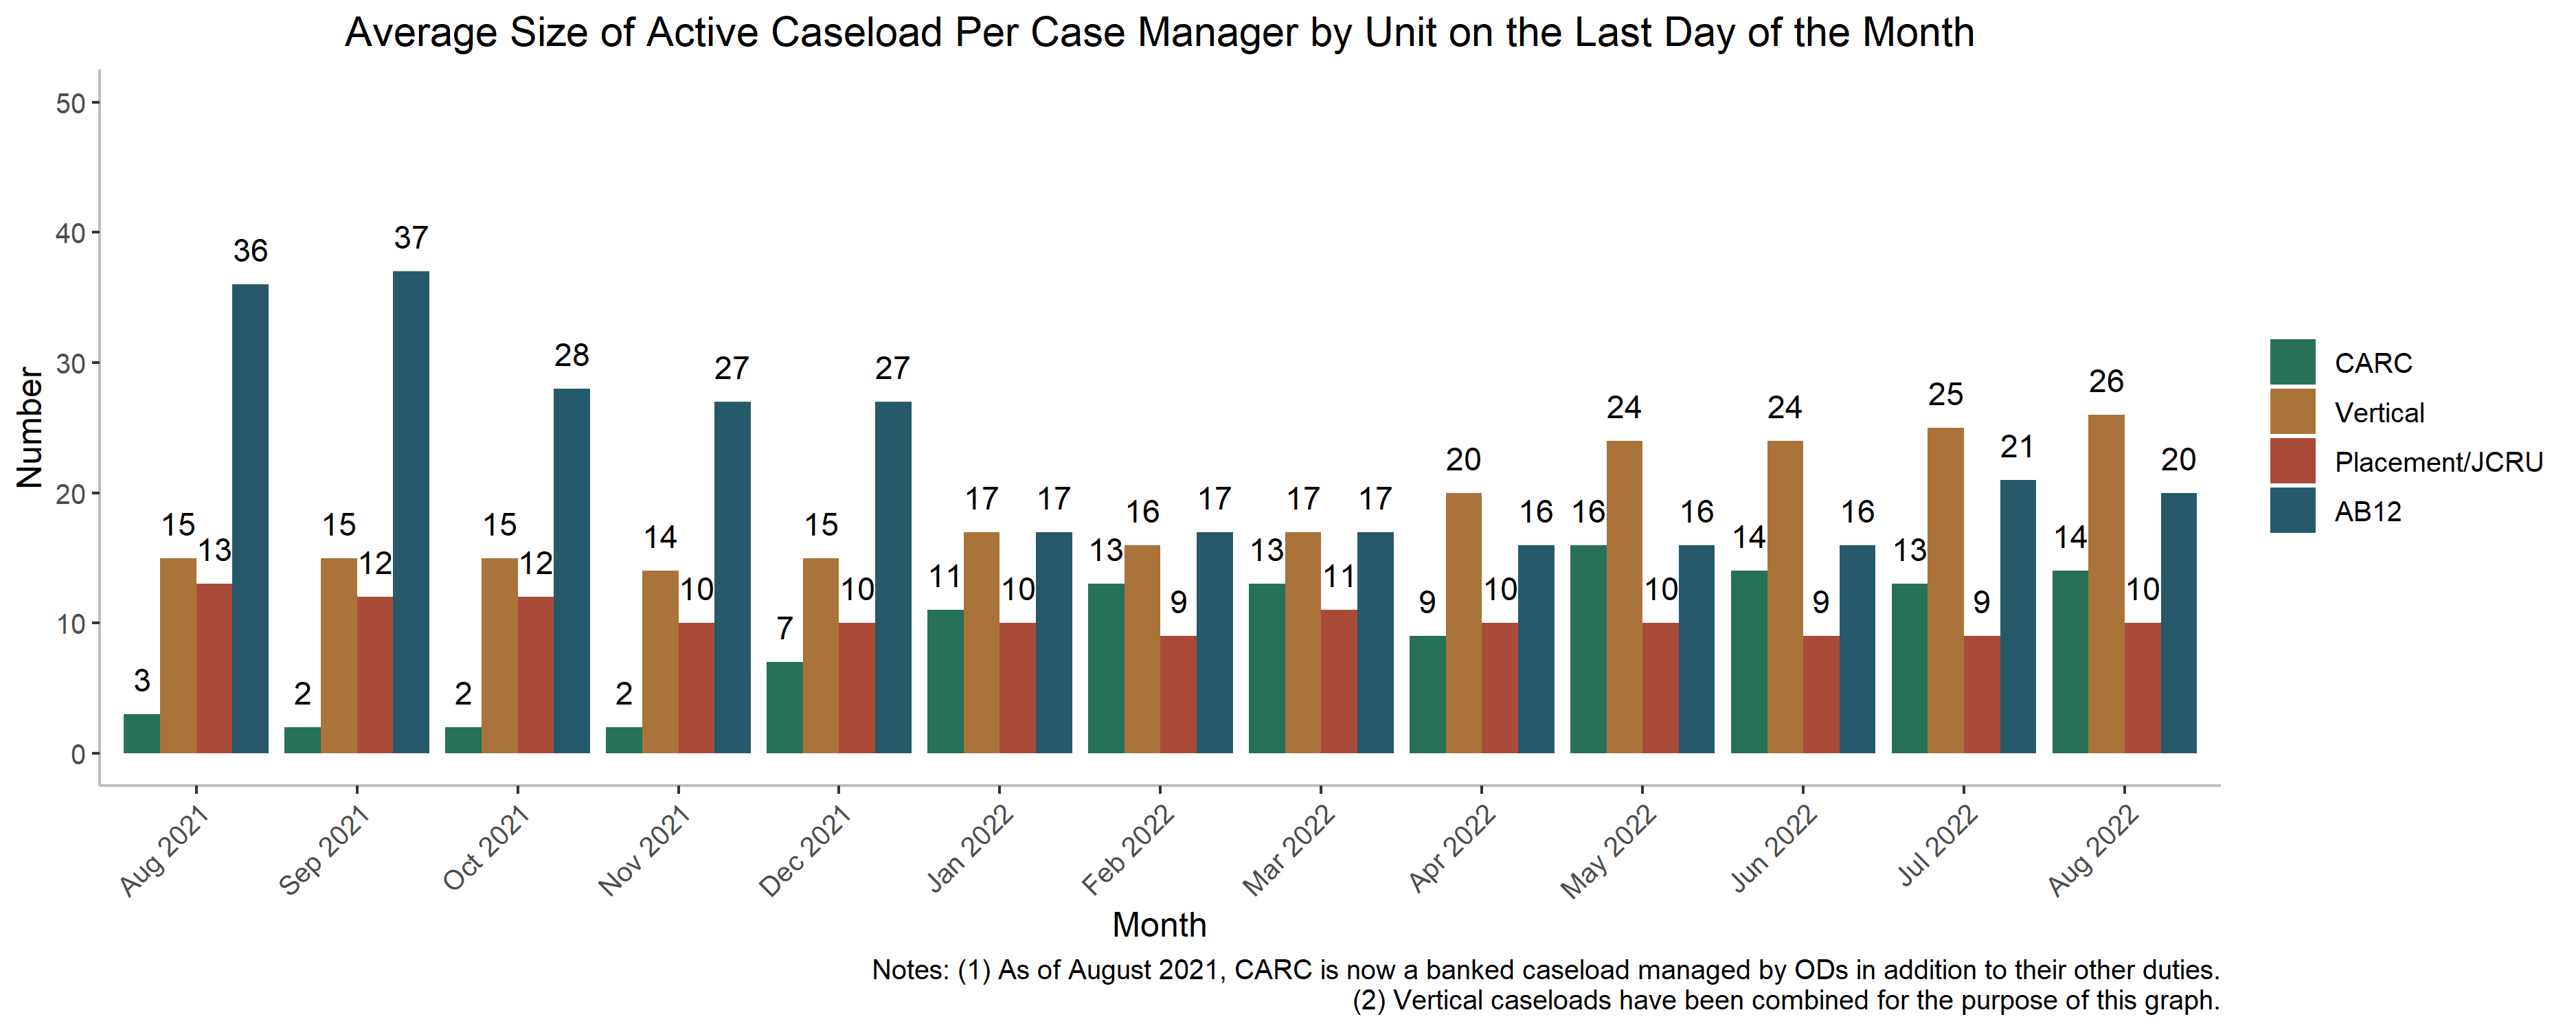 Average Size of Active Caseload Per Case Manager by Unit on the Last Day of the Month
Number
50
40
30
20
10
0
3 15 13 36
2 15 12 37
2 15 12 28
2 14 10 27
7 15 10 27
11 17 10 17
13 16 9 17
13 17 11 17
9 20 10 16
16 24 10 16
14 24 9 16
13 25 9 21
14 26 10 20
Aug 2021
Sep 2021
Oct 2021
Nov 2021
Dec 2021
Jan 2022
Feb 2022
Mar 2022
Apr 2022
May 2022
Jun 2022
Jul 2022
Aug 2022
Month
CARC
Vertical
Placement/JCRU
AB12
Notes: (1) As of August 2021, CARC is now a banked caseload managed by ODs in addition to their other duties.
(2) Vertical caseloads have been combined for the purpose of this graph.